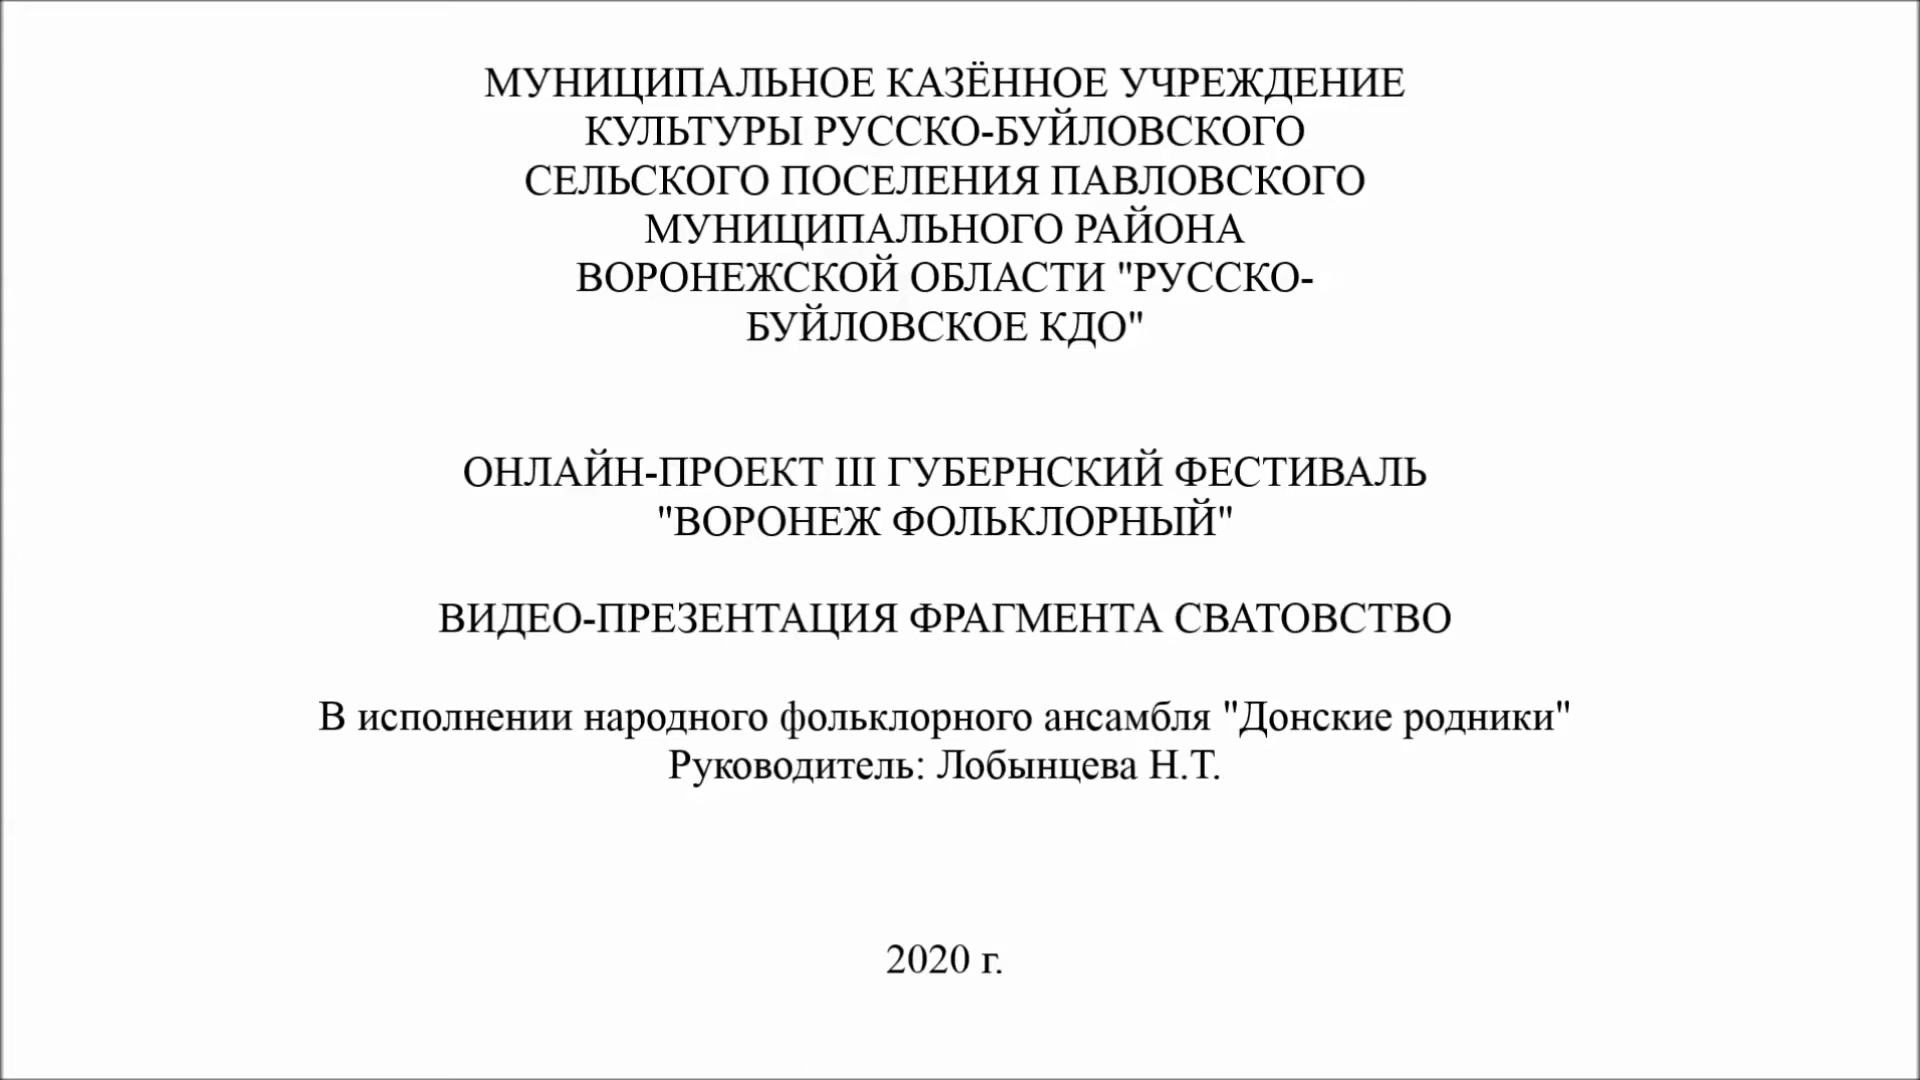 МУНИЦИПАЛЬНОЕ КАЗЁННОЕ УЧРЕЖДЕНИЕ
КУЛЬТУРЫ РУССКО-БУЙЛОВСКОГО
СЕЛЬСКОГО ПОСЕЛЕНИЯ ПАВЛОВСКОГО
МУНИЦИПАЛЬНОГО РАЙОНА
ВОРОНЕЖСКОЙ ОБЛАСТИ "РУССКО-
БУЙЛОВСКОЕ КДО"
ОНЛАЙН-ПРОЕКТ III ГУБЕРНСКИЙ ФЕСТИВАЛЬ
"ВОРОНЕЖ ФОЛЬКЛОРНЫЙ"
ВИДЕО-ПРЕЗЕНТАЦИЯ ФРАГМЕНТА СВАТОВСТВО
В исполнении народного фольклорного ансамбля "Донские родники"
Руководитель: Лобынцева Н.Т.
2020 г.